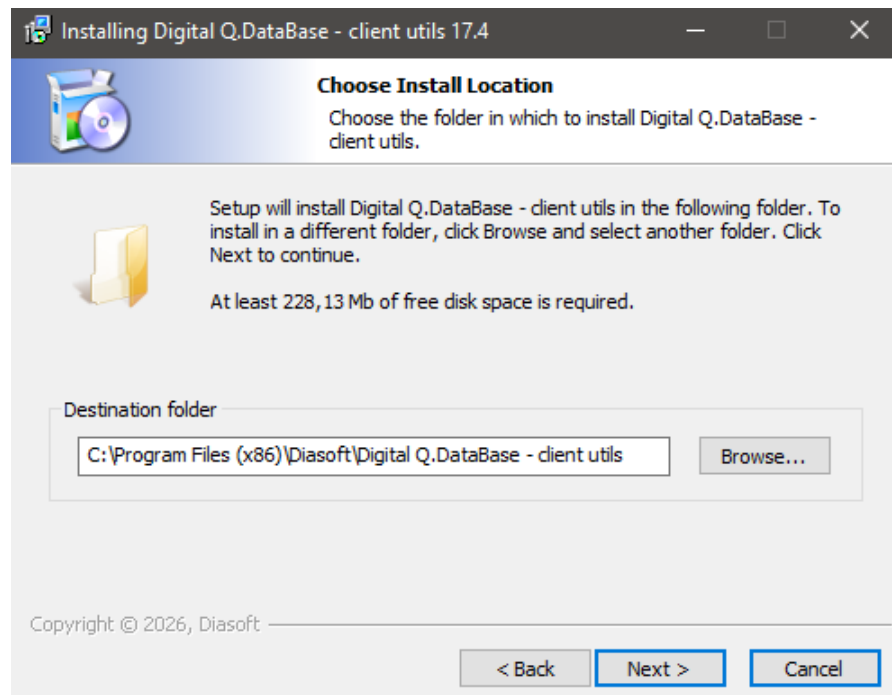 Installing Digital Q.DataBase - client utils 17.4
Choose Install Location
Choose the folder in which to install Digital Q.DataBase -
client utils.
Setup will install Digital Q.DataBase - client utils in the following folder. To
install in a different folder, click Browse and select another folder. Click
Next to continue.
At least 228,13 Mb of free disk space is required.
Destination folder
C:\Program Files (x86)\Diasoft\Digital Q.DataBase - client utils
Browse...
Copyright © 2026, Diasoft
< Back
Next >
Cancel